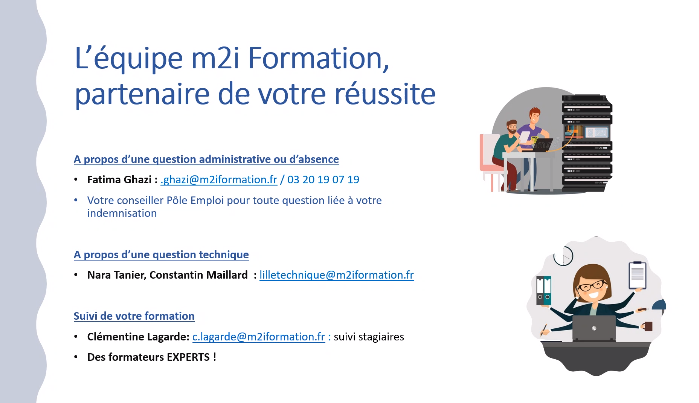 L’équipe m2i Formation,
partenaire de votre réussite
A propos d’une question administrative ou d’absence
• Fatima Ghazi : .ghazi@m2iformation.fr / 03 20 19 07 19
• Votre conseiller Pôle Emploi pour toute question liée à votre
indemnisation
A propos d’une question technique
• Nara Tanier, Constantin Maillard : lilletechnique@m2iformation.fr
Suivi de votre formation
• Clémentine Lagarde: c.lagarde@m2iformation.fr : suivi stagiaires
• Des formateurs EXPERTS !